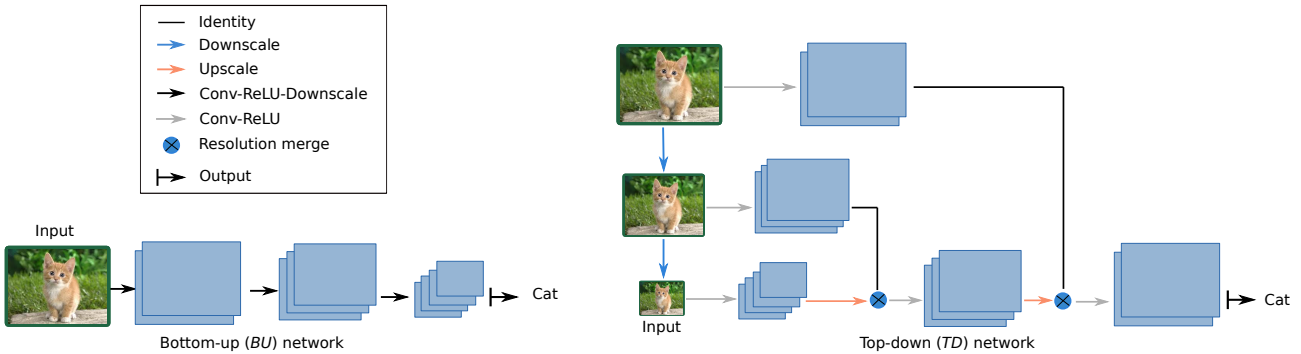 Identity
Downscale
Upscale
Conv-ReLU-Downscale
Conv-ReLU
Resolution merge
Output
Input
Cat
Bottom-up (BU) network
Input
Cat
Top-down (TD) network